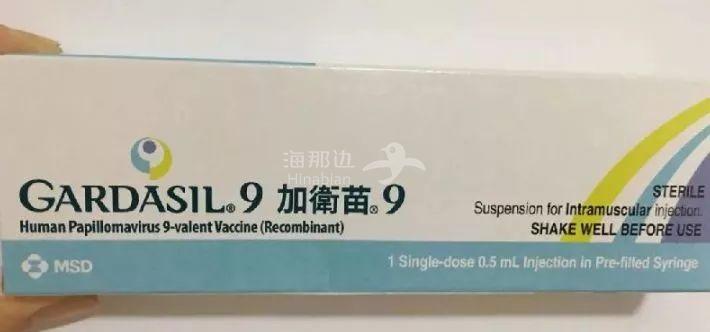 海那边
Hinabian
GARDASIL® 9 加衛苗® 9
Human Papillomavirus 9-valent Vaccine (Recombinant)
STERILE
Suspension for Intramuscular injection.
SHAKE WELL BEFORE USE
MSD
1 Single-dose 0.5 mL Injection in Pre-filled Syringe